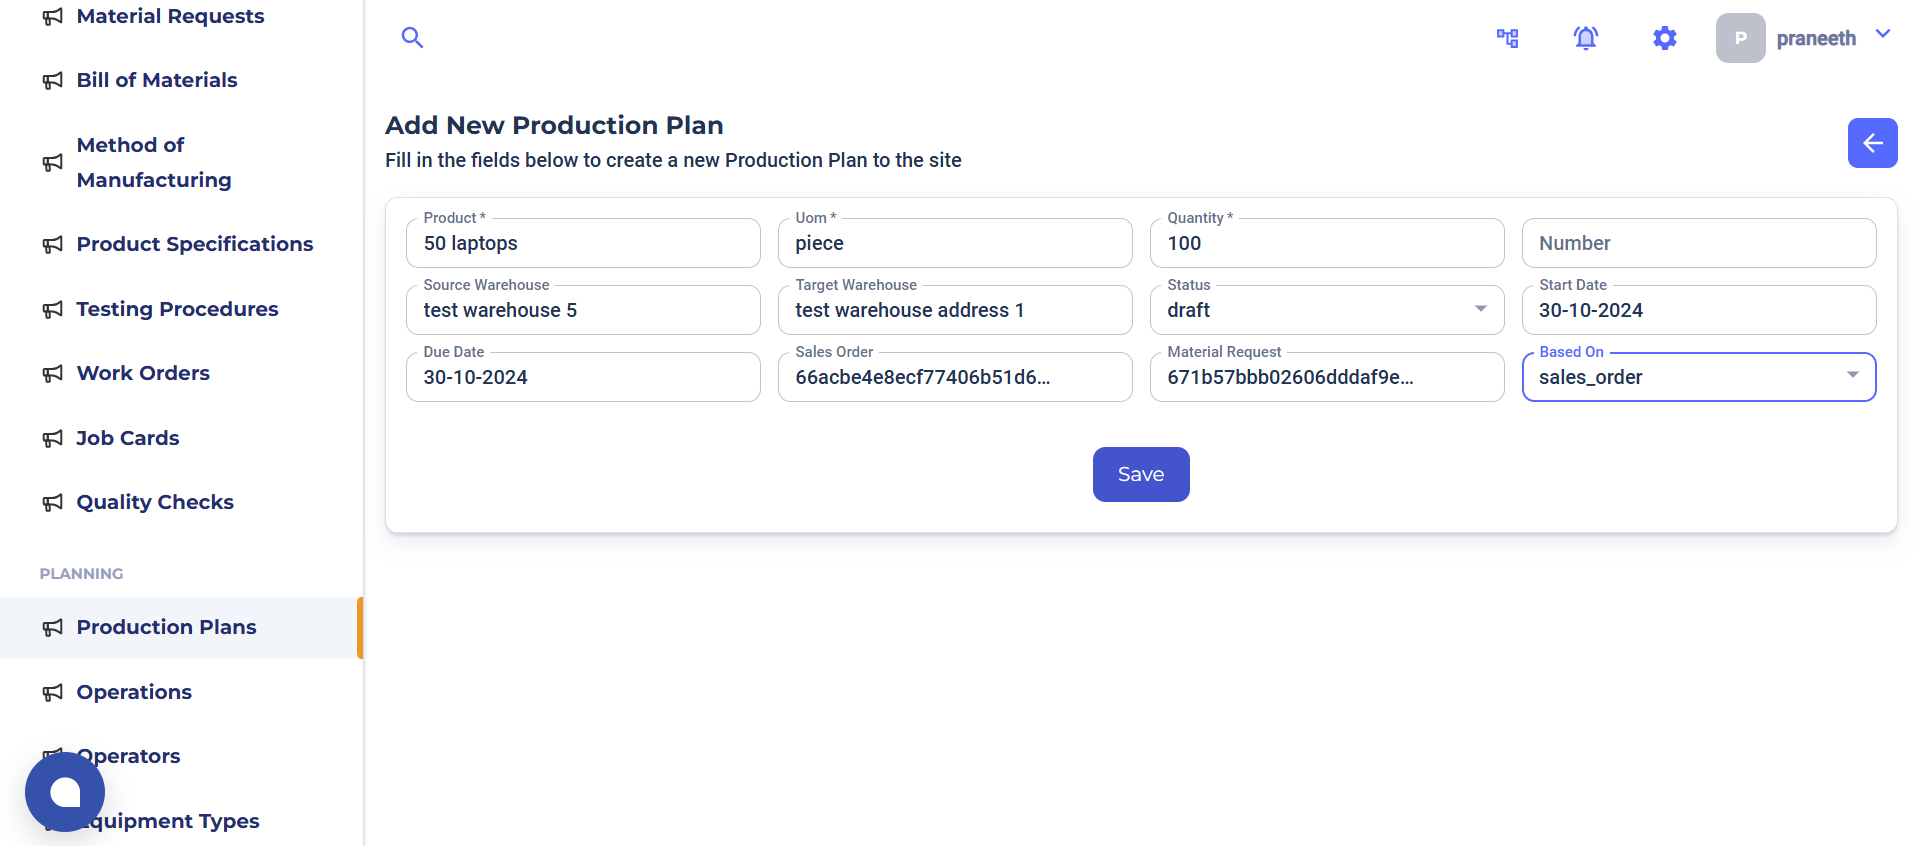 Material Requests
Bill of Materials
Method of
Manufacturing
Product Specifications
Testing Procedures
Work Orders
Job Cards
Quality Checks
PLANNING
Production Plans
Operations
Operators
Equipment Types
P
praneeth
Add New Production Plan
Fill in the fields below to create a new Production Plan to the site
Product *
50 laptops
Uom *
piece
Quantity *
100
Number
Source Warehouse
test warehouse 5
Target Warehouse
test warehouse address 1
Status
draft
Start Date
30-10-2024
Due Date
30-10-2024
Sales Order
66acbe4e8ecf77406b51d6...
Material Request
671b57bbb02606dddaf9e...
Based On
sales_order
Save